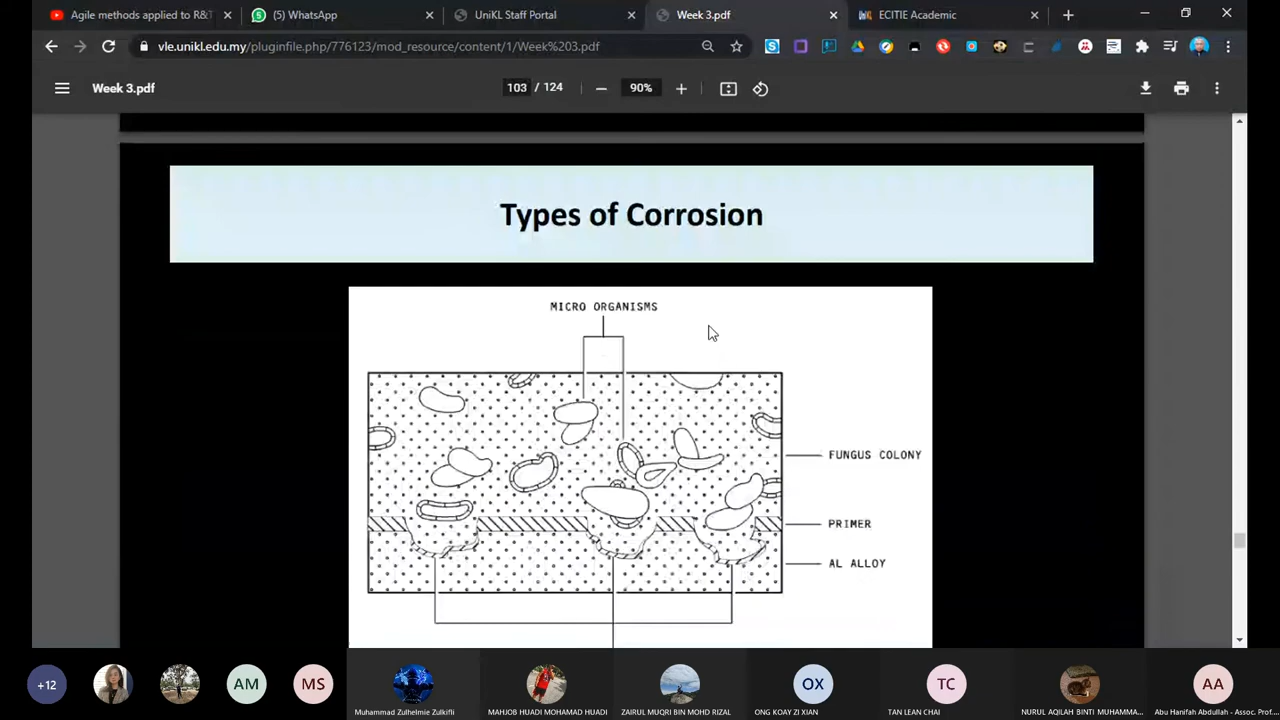 Agile methods applied to R&T
(5) WhatsApp
UniKL Staff Portal
Week 3.pdf
ECITIE Academic
vle.unikl.edu.my/pluginfile.php/776123/mod_resource/content/1/Week%203.pdf
Week 3.pdf
103 / 124
90%
Types of Corrosion
MICRO ORGANISMS
FUNGUS COLONY
PRIMER
AL ALLOY
+12
AM
MS
OX
TC
AA
Muhammad Zulhelmie Zulkifli
MAHJOB HUADI MOHAMAD HUADI
ZAIRUL MUQRI BIN MOHD RIZAL
ONG KOAY ZI XIAN
TAN LEAN CHAI
NURUL AQILAH BINTI MUHAMMA...
Abu Hanifah Abdullah - Assoc. Prof...